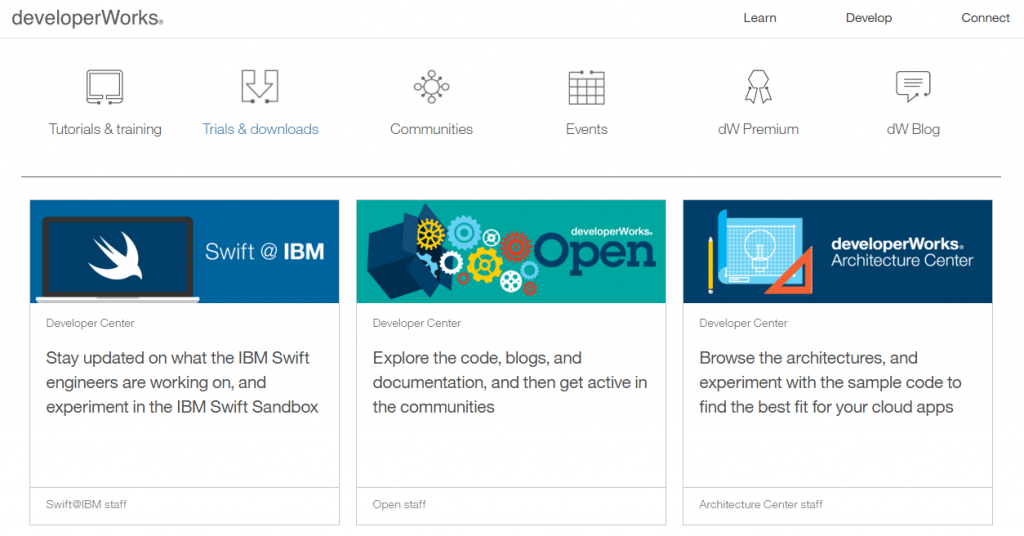 developerWorks®
Learn
Develop
Connect
Tutorials & training
Trials & downloads
Communities
Events
dW Premium
dW Blog
Swift @ IBM
developerWorks®
Open
developerWorks®
Architecture Center
Developer Center
Stay updated on what the IBM Swift
engineers are working on, and
experiment in the IBM Swift Sandbox
Swift@IBM staff
Developer Center
Explore the code, blogs, and
documentation, and then get active in
the communities
Open staff
Developer Center
Browse the architectures, and
experiment with the sample code to
find the best fit for your cloud apps
Architecture Center staff